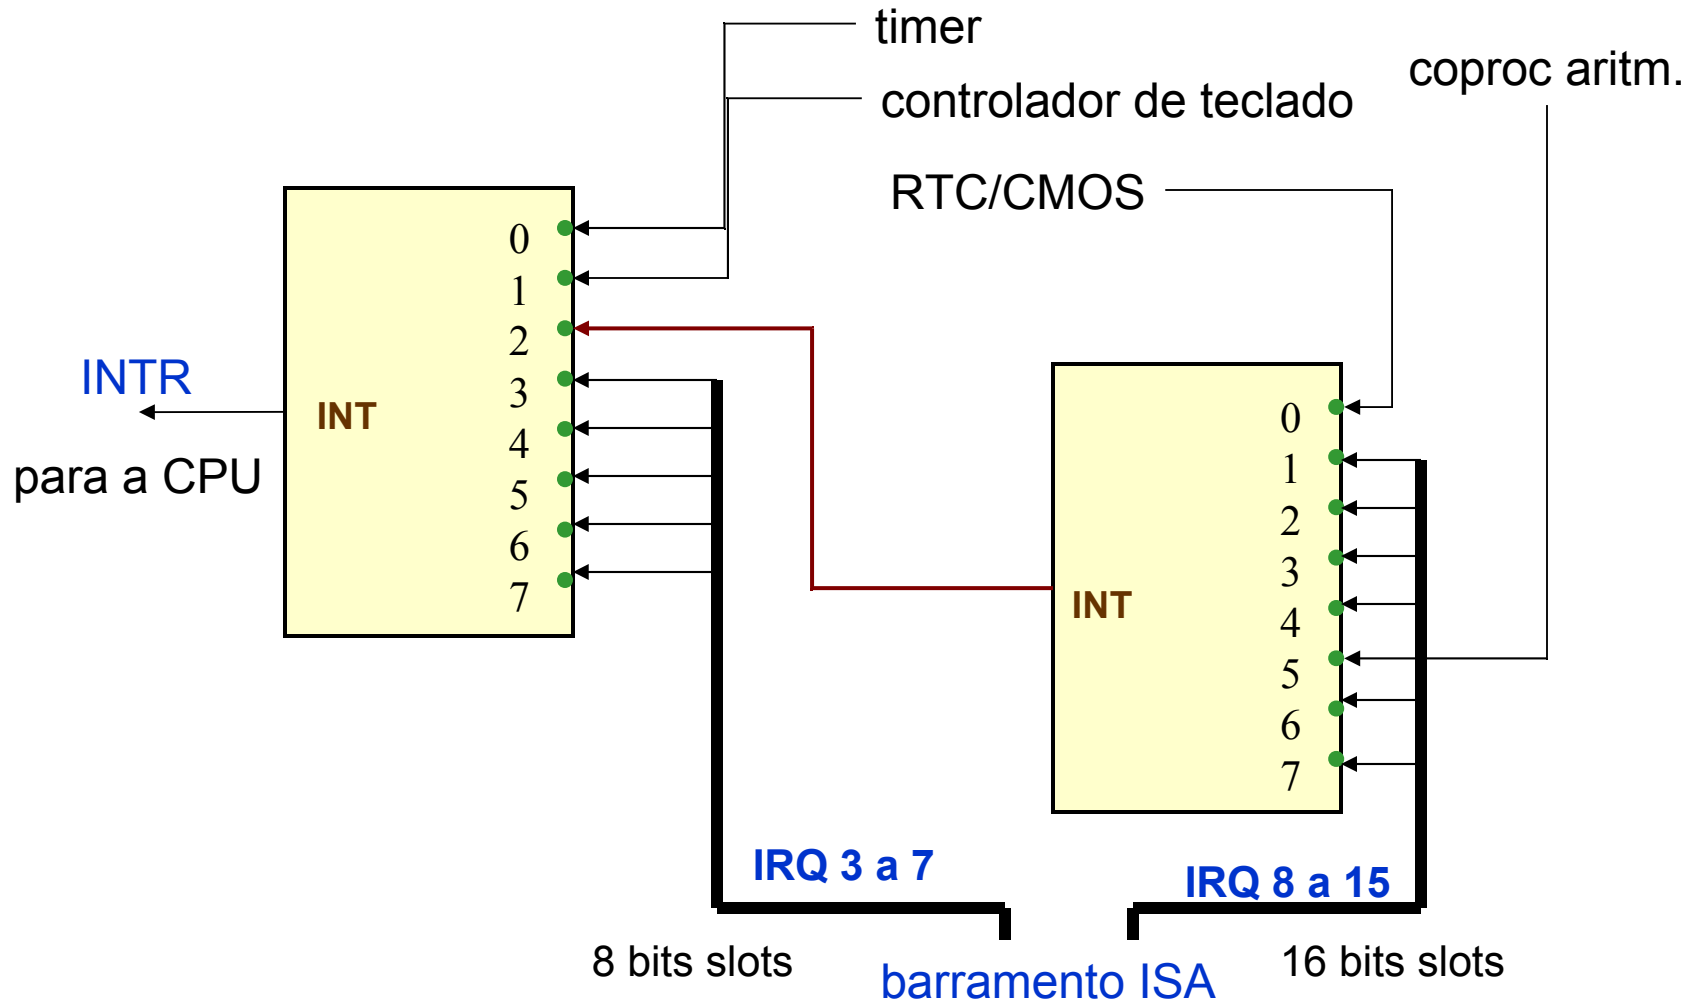 timer
coproc aritm.
controlador de teclado
RTC/CMOS
0
1
2
3
4
5
6
7
INTR
INT
para a CPU
0
1
2
3
4
5
6
7
INT
IRQ 3 a 7
IRQ 8 a 15
8 bits slots
barramento ISA
16 bits slots